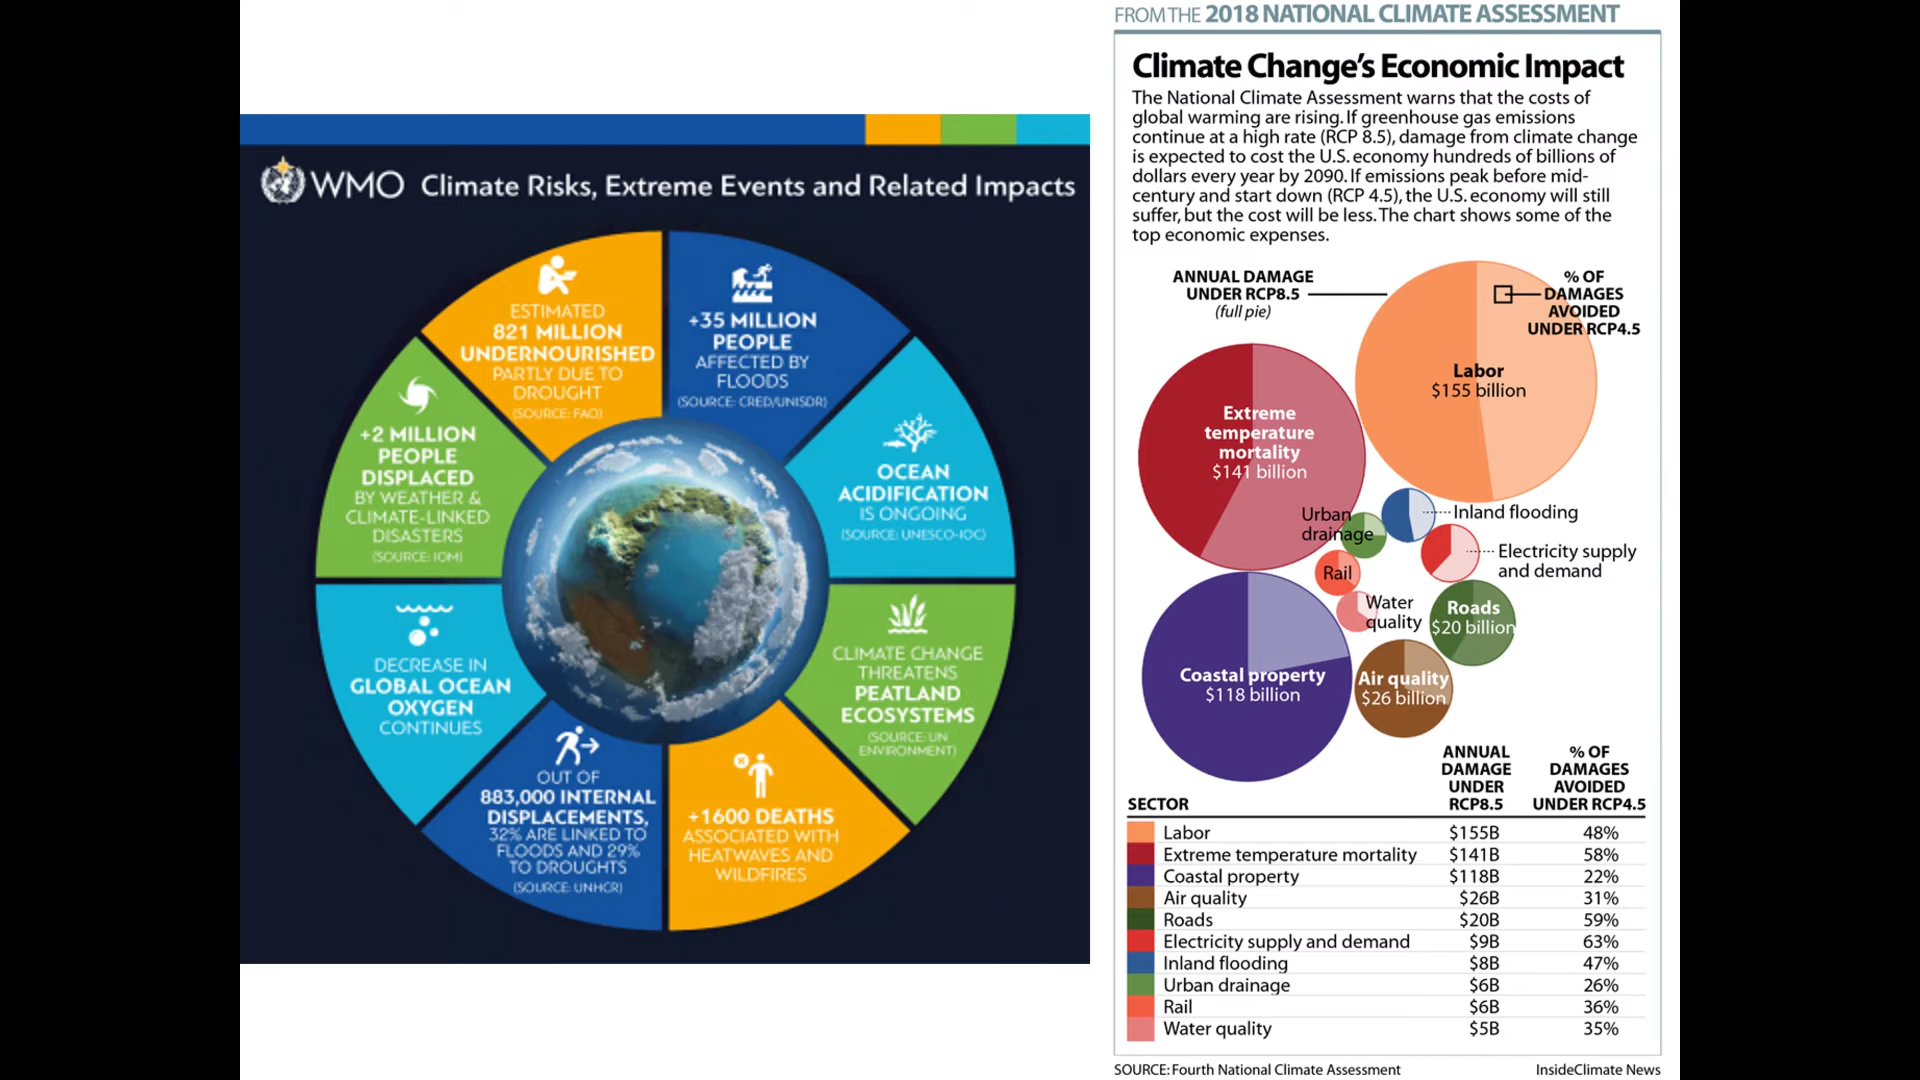 WMO Climate Risks, Extreme Events and Related Impacts
ESTIMATED
821 MILLION
UNDERNOURISHED
PARTLY DUE TO
DROUGHT
(SOURCE: FAO)
+35 MILLION
PEOPLE
AFFECTED BY
FLOODS
(SOURCE: CRED/UNISDR)
OCEAN
ACIDIFICATION
IS ONGOING
(SOURCE: UNESCO-IOC)
CLIMATE CHANGE
THREATENS
PEATLAND
ECOSYSTEMS
(SOURCE: UN
ENVIRONMENT)
+1600 DEATHS
ASSOCIATED WITH
HEATWAVES AND
WILDFIRES
OUT OF
883,000 INTERNAL
DISPLACEMENTS,
32% ARE LINKED TO
FLOODS AND 29%
TO DROUGHTS
(SOURCE: UNHCR)
DECREASE IN
GLOBAL OCEAN
OXYGEN
CONTINUES
+2 MILLION
PEOPLE
DISPLACED
BY WEATHER &
CLIMATE-LINKED
DISASTERS
(SOURCE: IOM)
FROM THE 2018 NATIONAL CLIMATE ASSESSMENT
Climate Change's Economic Impact
The National Climate Assessment warns that the costs of
global warming are rising. If greenhouse gas emissions
continue at a high rate (RCP 8.5), damage from climate change
is expected to cost the U.S. economy hundreds of billions of
dollars every year by 2090. If emissions peak before mid-
century and start down (RCP 4.5), the U.S. economy will still
suffer, but the cost will be less. The chart shows some of the
top economic expenses.
ANNUAL DAMAGE
UNDER RCP8.5
(full pie)
% OF
DAMAGES
AVOIDED
UNDER RCP4.5
Labor
$155 billion
Extreme
temperature
mortality
$141 billion
Urban
drainage
Inland flooding
Electricity supply
and demand
Rail
Water
quality
Roads
$20 billion
Coastal property
$118 billion
Air quality
$26 billion
SECTOR
ANNUAL
DAMAGE
UNDER
RCP8.5
% OF
DAMAGES
AVOIDED
UNDER RCP4.5
Labor $155B 48%
Extreme temperature mortality $141B 58%
Coastal property $118B 22%
Air quality $26B 31%
Roads $20B 59%
Electricity supply and demand $9B 63%
Inland flooding $8B 47%
Urban drainage $6B 26%
Rail $6B 36%
Water quality $5B 35%
SOURCE: Fourth National Climate Assessment InsideClimate News